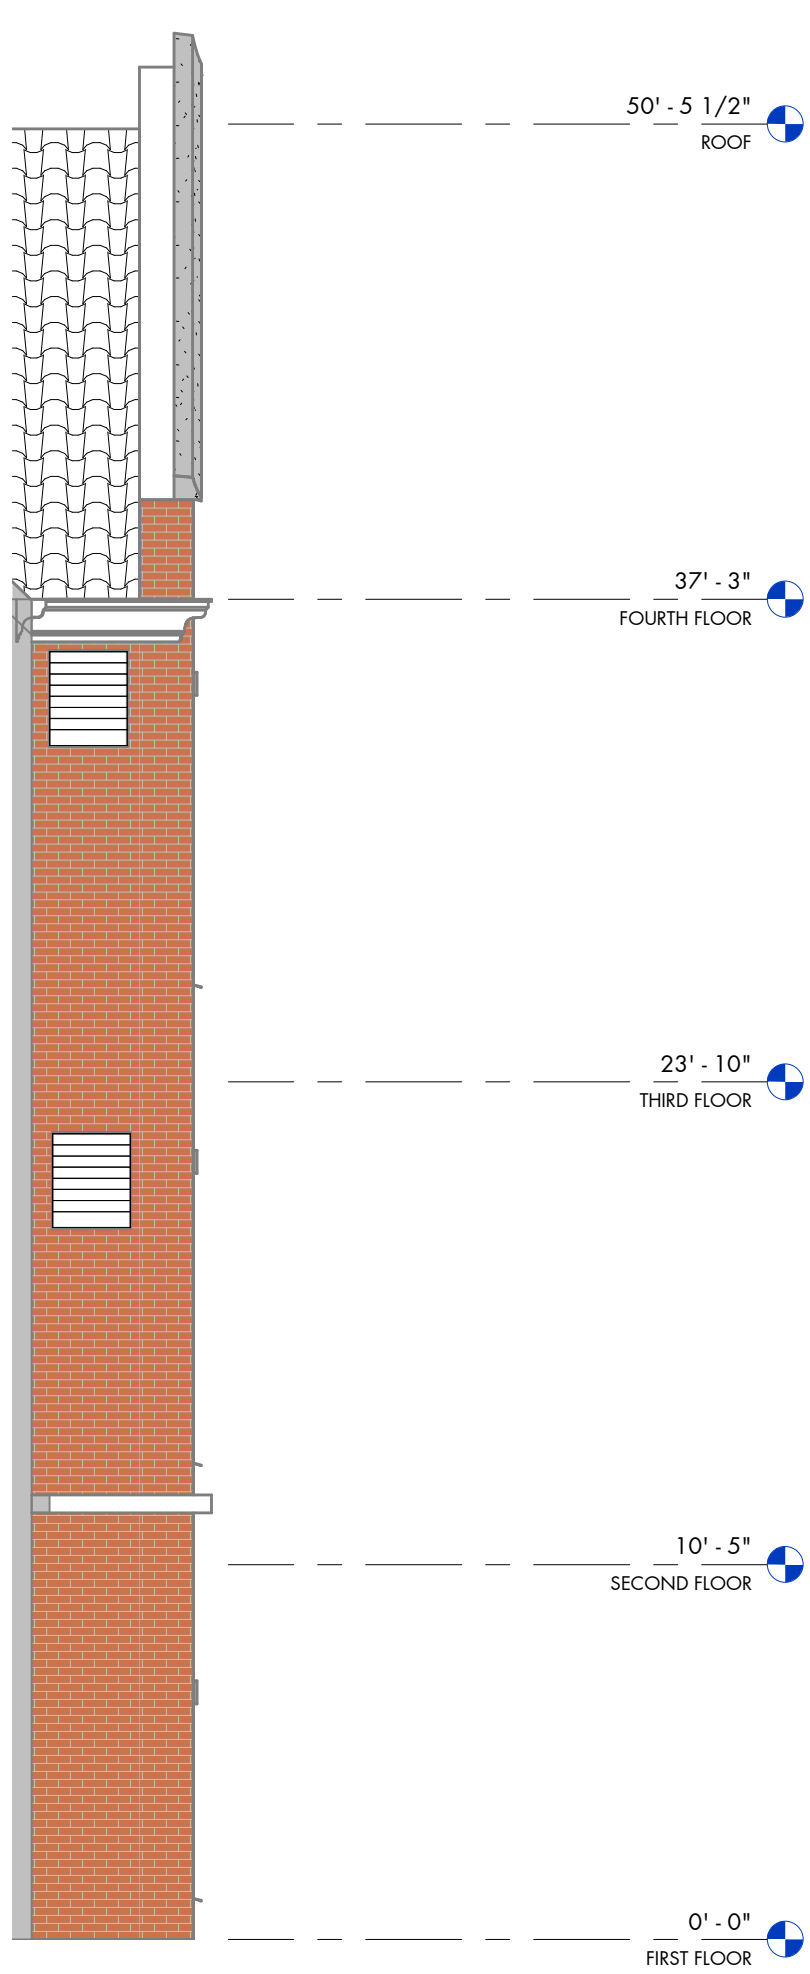 50' - 5 1/2"
ROOF
37' - 3"
FOURTH FLOOR
23' - 10"
THIRD FLOOR
10' - 5"
SECOND FLOOR
0' - 0"
FIRST FLOOR